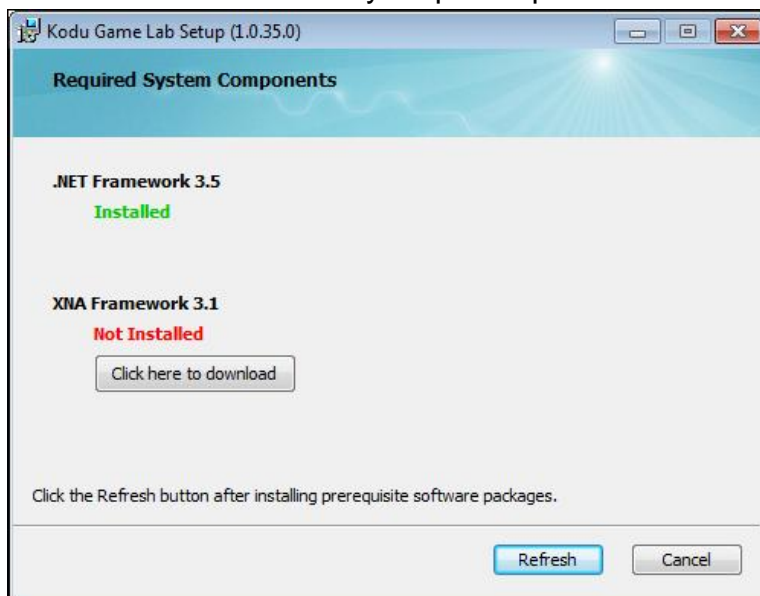 Kodu Game Lab Setup (1.0.35.0)
Required System Components
.NET Framework 3.5
Installed
XNA Framework 3.1
Not Installed
Click here to download
Click the Refresh button after installing prerequisite software packages.
Refresh Cancel